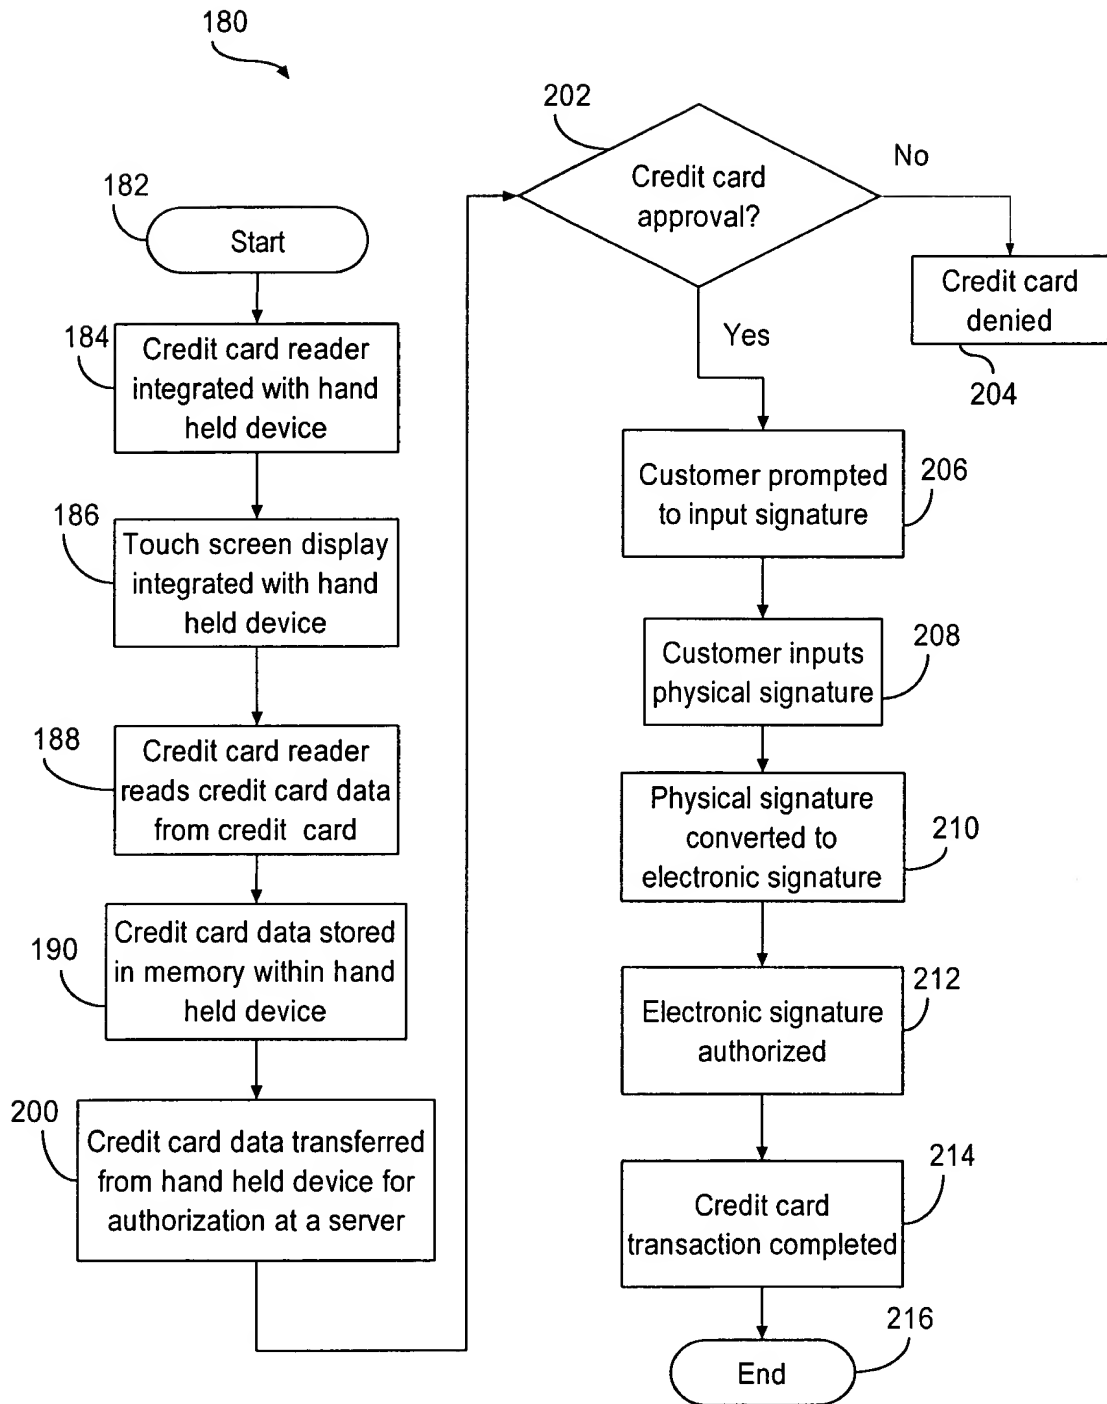 180
182
Start
184
Credit card reader
integrated with hand
held device
186
Touch screen display
integrated with hand
held device
188
Credit card reader
reads credit card data
from credit card
190
Credit card data stored
in memory within hand
held device
200
Credit card data transferred
from hand held device for
authorization at a server
202
Credit card
approval?
No
Credit card
denied
204
Yes
Customer prompted
to input signature
206
Customer inputs
physical signature
208
Physical signature
converted to
electronic signature
210
Electronic signature
authorized
212
Credit card
transaction completed
214
End
216